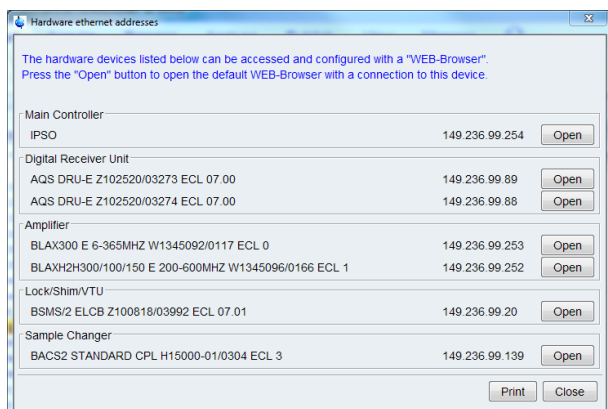 Hardware ethernet addresses
The hardware devices listed below can be accessed and configured with a "WEB-Browser".
Press the "Open" button to open the default WEB-Browser with a connection to this device.
Main Controller
IPSO 149.236.99.254 Open
Digital Receiver Unit
AQS DRU-E Z102520/03273 ECL 07.00 149.236.99.89 Open
AQS DRU-E Z102520/03274 ECL 07.00 149.236.99.88 Open
Amplifier
BLAX300 E 6-365MHZ W1345092/0117 ECL 0 149.236.99.253 Open
BLAXH2H300/100/150 E 200-600MHZ W1345096/0166 ECL 1 149.236.99.252 Open
Lock/Shim/VTU
BSMS/2 ELCB Z100818/03992 ECL 07.01 149.236.99.20 Open
Sample Changer
BACS2 STANDARD CPL H15000-01/0304 ECL 3 149.236.99.139 Open
Print Close